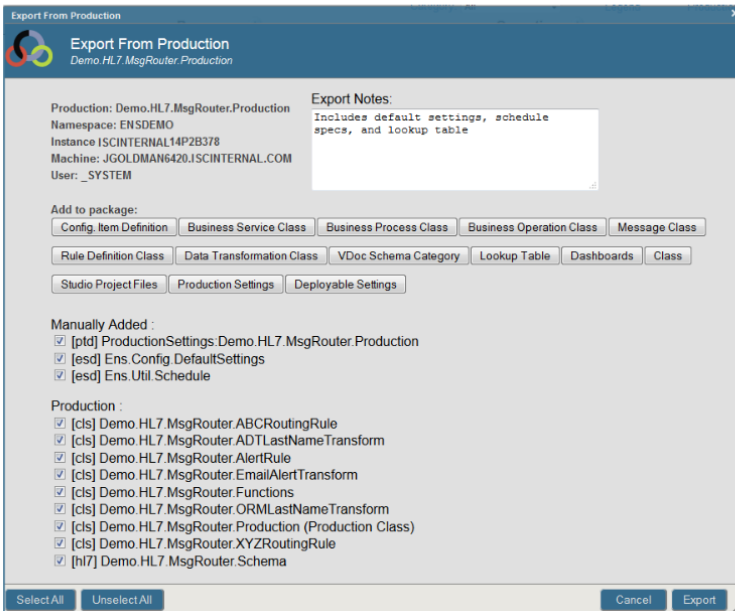 Export From Production
Export From Production
Demo.HL7.MsgRouter.Production
Production: Demo.HL7.MsgRouter.Production
Namespace: ENSDEMO
Instance ISCINTERNAL14P2B378
Machine: JGOLDMAN6420.ISCINTERNAL.COM
User: _SYSTEM
Export Notes:
Includes default settings, schedule
specs, and lookup table
Add to package:
Config. Item Definition Business Service Class Business Process Class Business Operation Class Message Class
Rule Definition Class Data Transformation Class VDoc Schema Category Lookup Table Dashboards Class
Studio Project Files Production Settings Deployable Settings
Manually Added :
[ptd] ProductionSettings:Demo.HL7.MsgRouter.Production
[esd] Ens.Config.DefaultSettings
[esd] Ens.Util.Schedule
Production :
[cls] Demo.HL7.MsgRouter.ABCRoutingRule
[cls] Demo.HL7.MsgRouter.ADTLastNameTransform
[cls] Demo.HL7.MsgRouter.AlertRule
[cls] Demo.HL7.MsgRouter.EmailAlertTransform
[cls] Demo.HL7.MsgRouter.Functions
[cls] Demo.HL7.MsgRouter.ORMLastNameTransform
[cls] Demo.HL7.MsgRouter.Production (Production Class)
[cls] Demo.HL7.MsgRouter.XYZRoutingRule
[hl7] Demo.HL7.MsgRouter.Schema
Select All Unselect All Cancel Export